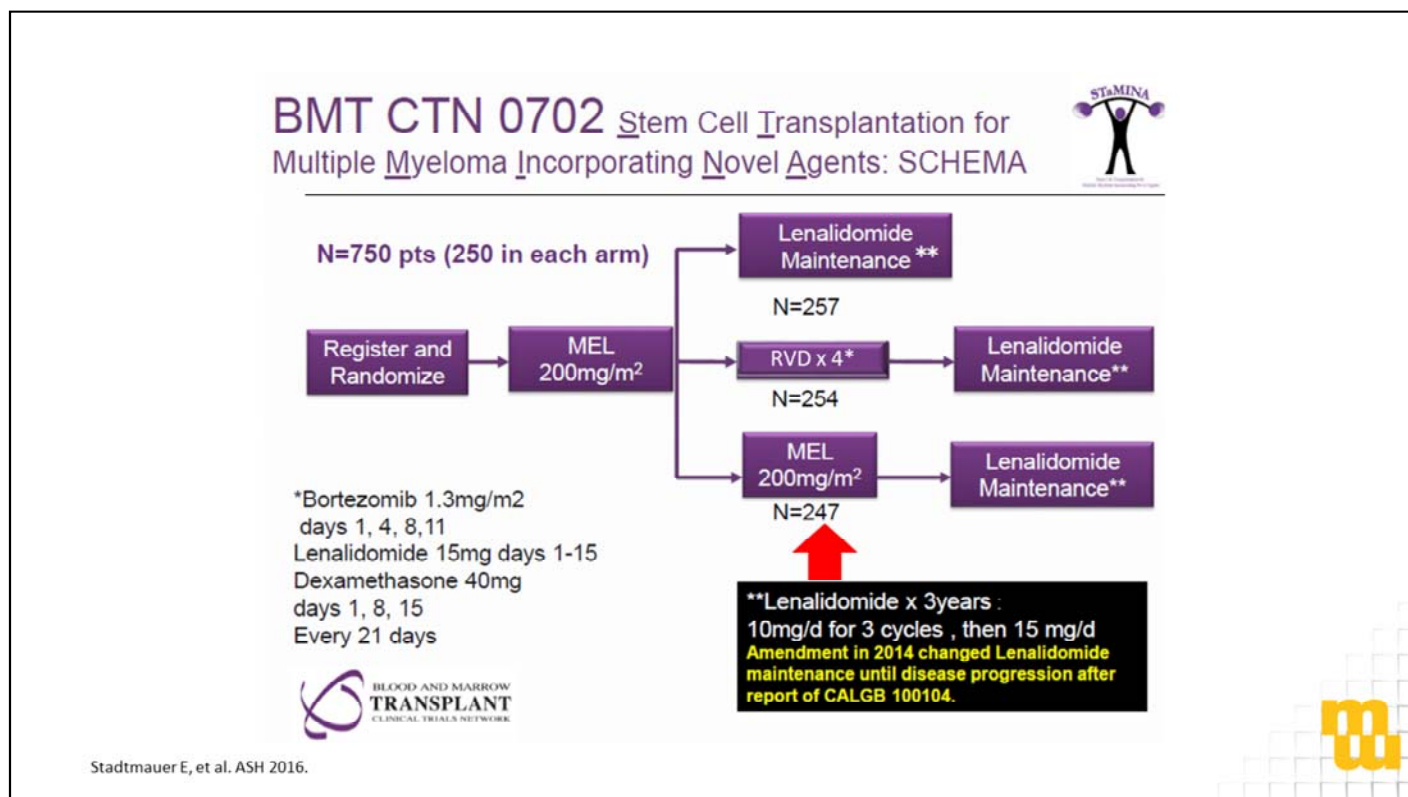 BMT CTN 0702 Stem Cell Transplantation for
Multiple Myeloma Incorporating Novel Agents: SCHEMA
STaMINA
N=750 pts (250 in each arm)
Register and
Randomize
MEL
200mg/m²
Lenalidomide
Maintenance **
N=257
RVD x 4*
N=254
Lenalidomide
Maintenance**
MEL
200mg/m²
N=247
Lenalidomide
Maintenance**
*Bortezomib 1.3mg/m2
days 1, 4, 8,11
Lenalidomide 15mg days 1-15
Dexamethasone 40mg
days 1, 8, 15
Every 21 days
**Lenalidomide x 3years :
10mg/d for 3 cycles , then 15 mg/d
Amendment in 2014 changed Lenalidomide
maintenance until disease progression after
report of CALGB 100104.
BLOOD AND MARROW
TRANSPLANT
CLINICAL TRIALS NETWORK
Stadtmauer E, et al. ASH 2016.